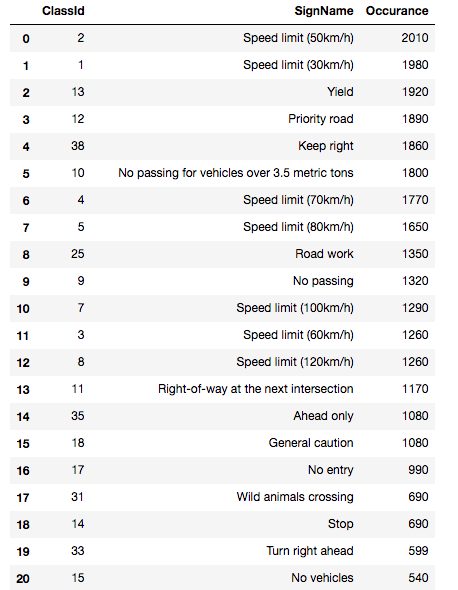 ClassId SignName Occurance
0 2 Speed limit (50km/h) 2010
1 1 Speed limit (30km/h) 1980
2 13 Yield 1920
3 12 Priority road 1890
4 38 Keep right 1860
5 10 No passing for vehicles over 3.5 metric tons 1800
6 4 Speed limit (70km/h) 1770
7 5 Speed limit (80km/h) 1650
8 25 Road work 1350
9 9 No passing 1320
10 7 Speed limit (100km/h) 1290
11 3 Speed limit (60km/h) 1260
12 8 Speed limit (120km/h) 1260
13 11 Right-of-way at the next intersection 1170
14 35 Ahead only 1080
15 18 General caution 1080
16 17 No entry 990
17 31 Wild animals crossing 690
18 14 Stop 690
19 33 Turn right ahead 599
20 15 No vehicles 540